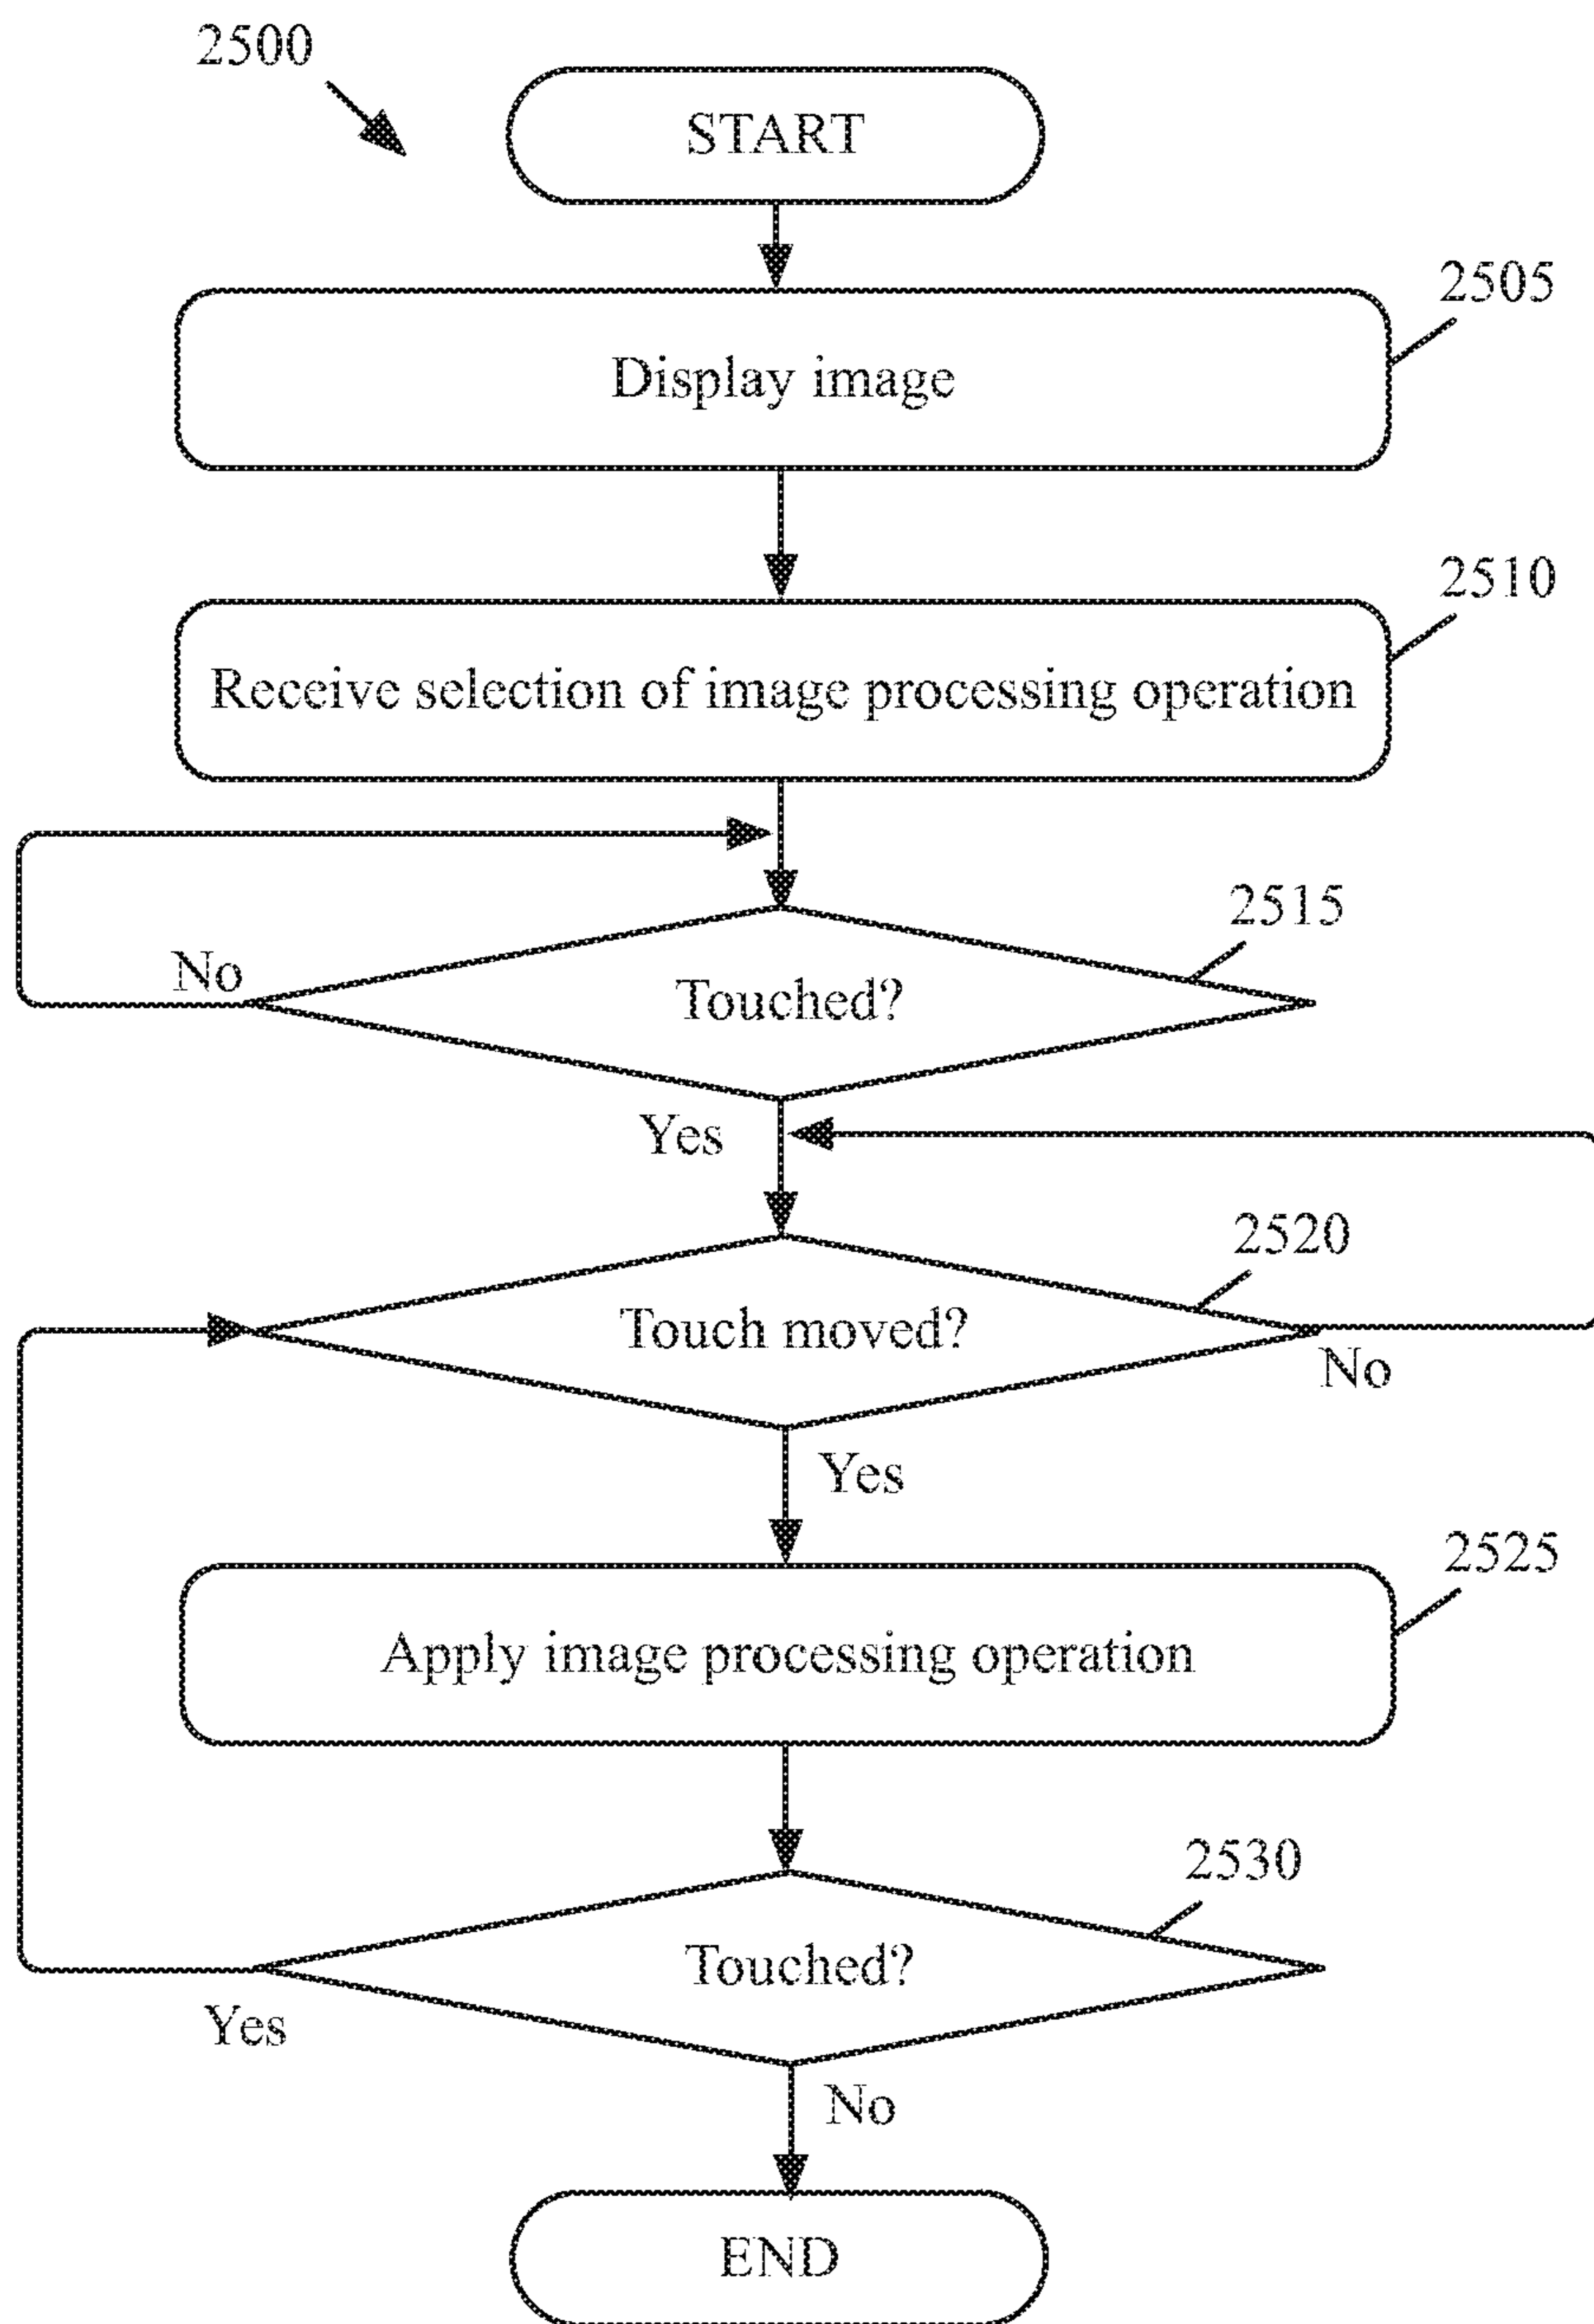 2500
START
2505
Display image
2510
Receive selection of image processing operation
2515
No
Touched?
Yes
2520
Touch moved?
No
Yes
2525
Apply image processing operation
2530
Touched?
Yes
No
END